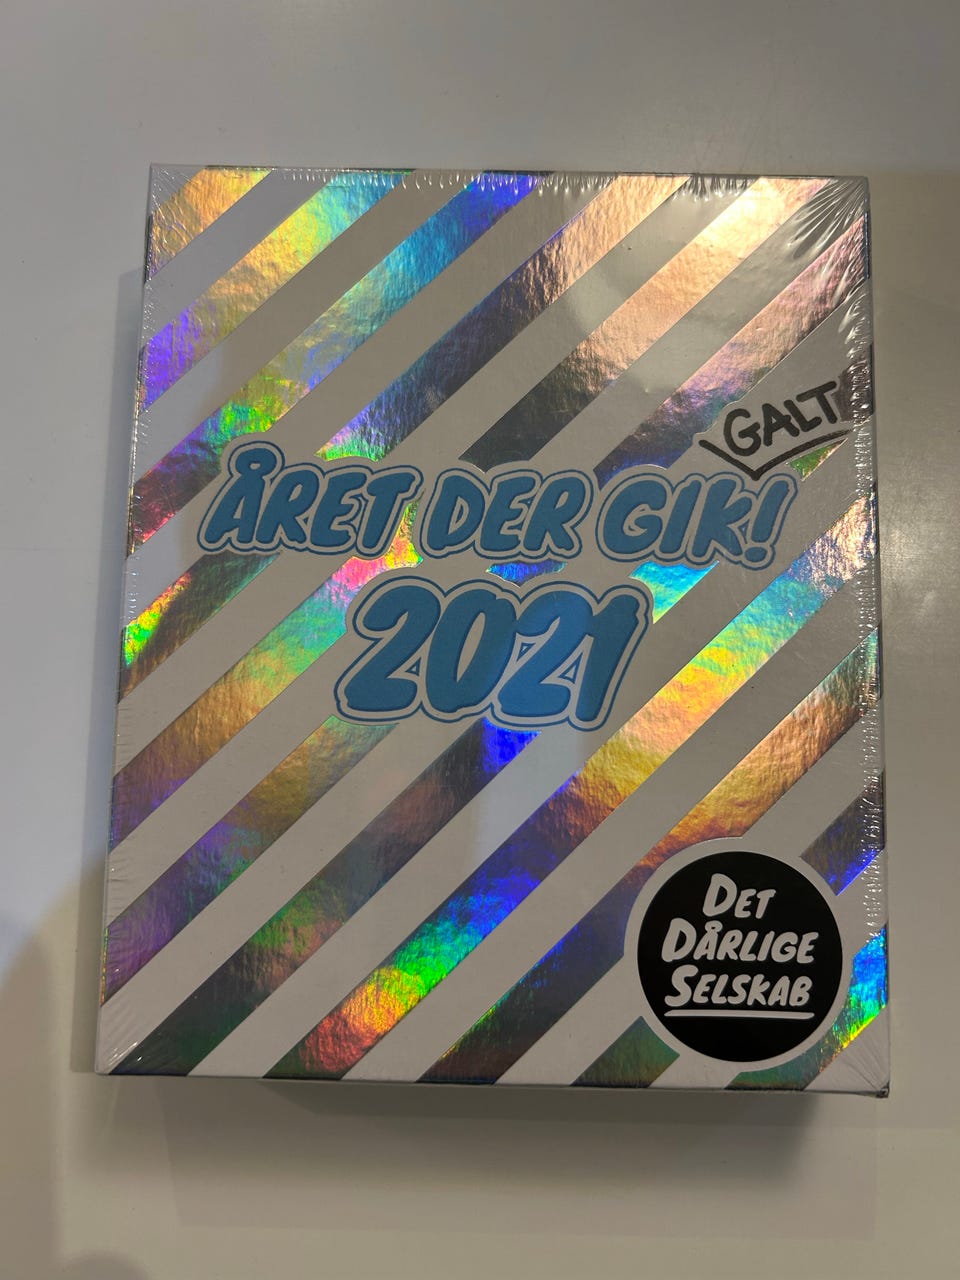 GALT
ÅRET DER GIK!
2021
DET
DÅRLIGE
SELSKAB